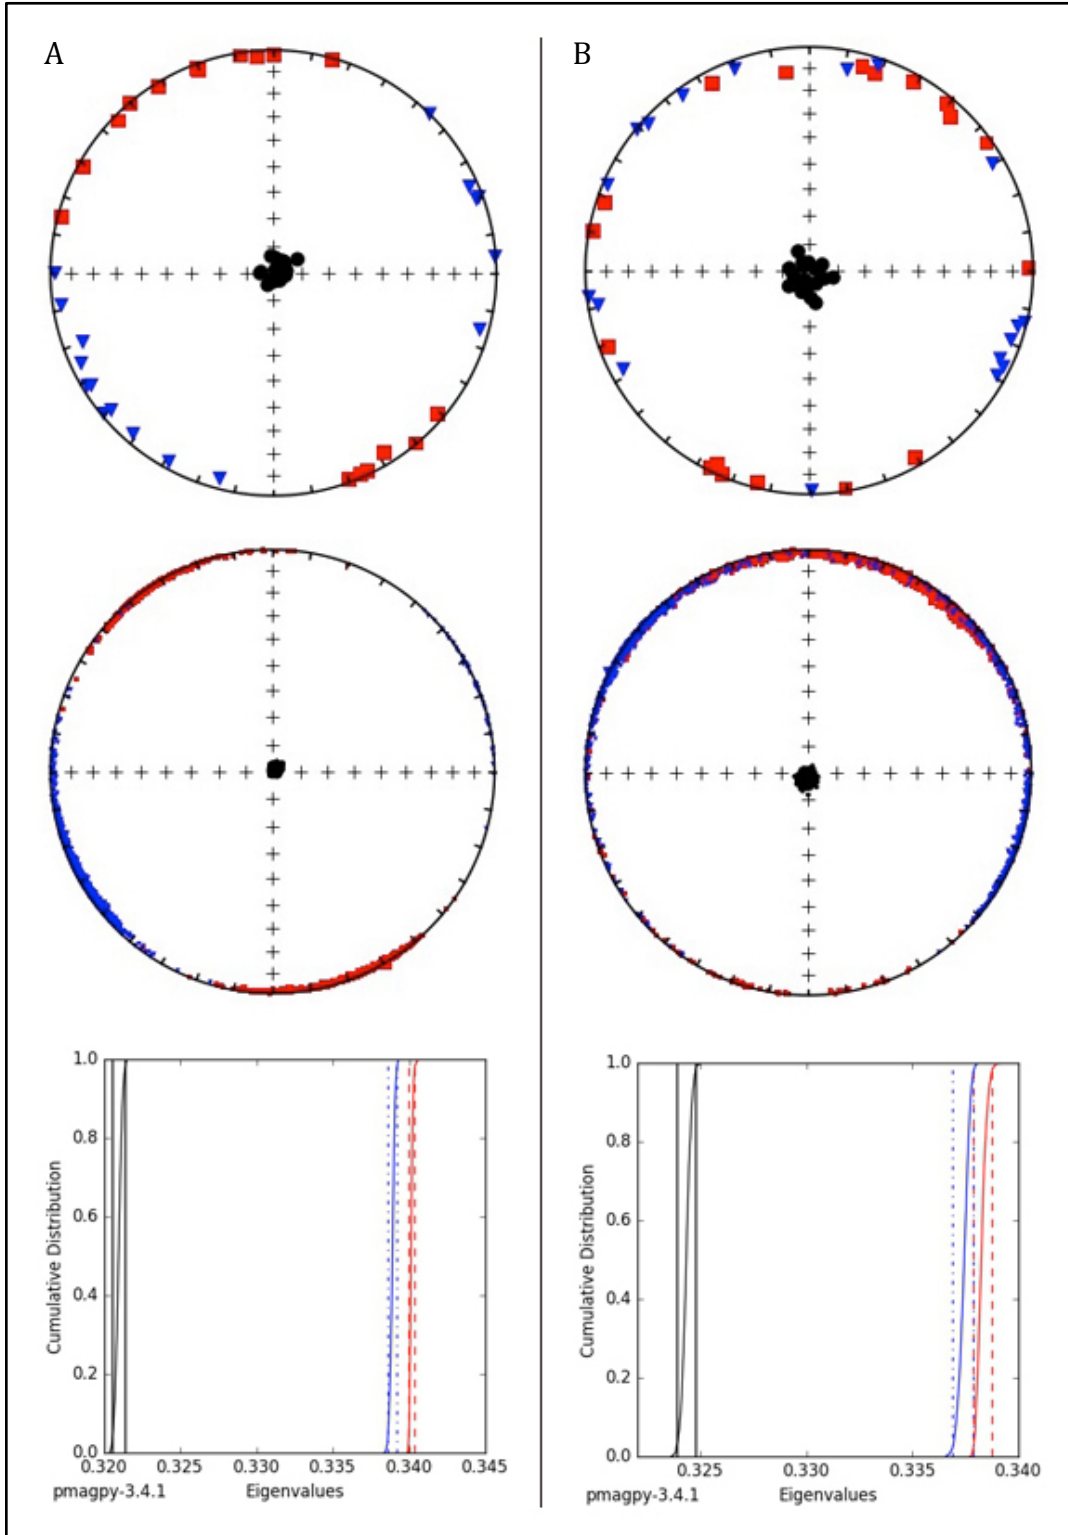 A
B
1.0
0.8
0.6
0.4
0.2
0.0
Cumulative Distribution
0.320 0.325 0.330 0.335 0.340 0.345
pmagpy-3.4.1 Eigenvalues
1.0
0.8
0.6
0.4
0.2
0.0
Cumulative Distribution
0.325 0.330 0.335 0.340
pmagpy-3.4.1 Eigenvalues